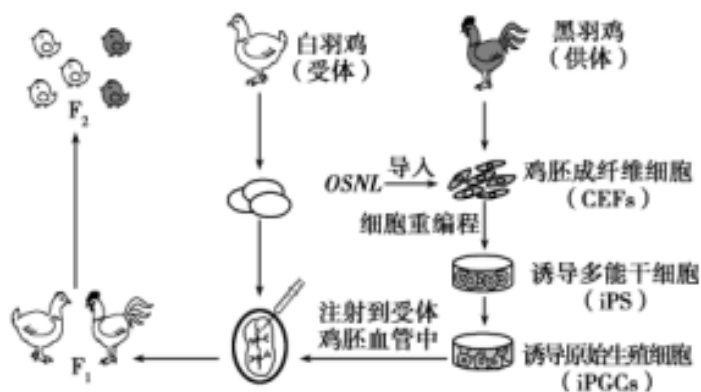 白羽鸡
（受体）
黑羽鸡
（供体）
F₂
OSNL
导入
鸡胚成纤维细胞
（CEFs）
细胞重编程
诱导多能干细胞
（iPS）
注射到受体
鸡胚血管中
诱导原始生殖细胞
（iPGCs）
F₁